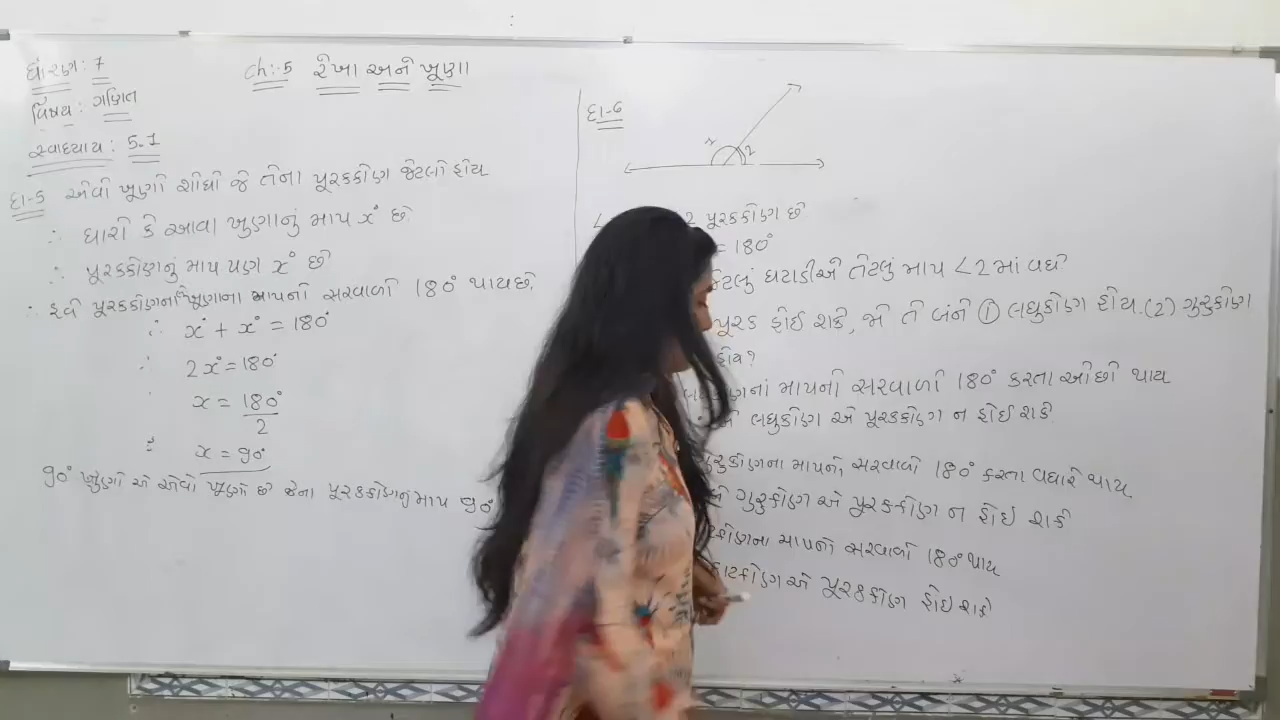 ધોરણ : 7
વિષય : ગણિત
સ્વાધ્યાય : 5.1
Ch:-5 રેખા અને ખૂણા
દા-5 એવો ખૂણો શોધો જે તેના પૂરકકોણ જેટલો હોય
∴ ધારો કે આવા ખુણાનું માપ x° છે.
∴ પૂરકકોણનું માપ પણ x° છે
∴ હવે પૂરકકોણના ખૂણાના માપનો સરવાળો 180° થાય છે.
∴ x° + x° = 180°
∴ 2x° = 180°
x = 180°/2
∴ x = 90°
90° ખુણો એ એવો ખૂણો છે જેના પૂરકકોણનું માપ 90°
દા-6
1 2
∠ 2 પૂરકકોણ છે
= 180°
જેટલું ઘટાડીએ તેટલું માપ ∠2 માં વધે
પૂરક હોઈ શકે, જો તે બંને ① લઘુકોણ હોય. (2) ગુરુકોણ
હોય?
માપનો સરવાળો 180° કરતા ઓછો થાય
લઘુકોણ એ પૂરકકોણ ન હોઈ શકે.
ગુરુકોણના માપનો સરવાળો 180° કરતા વધારે થાય
બે ગુરુકોણ એ પૂરકકોણ ન હોઈ શકે
માપનો સરવાળો 180° થાય
કાટકોણ એ પૂરકકોણ હોઇ શકે